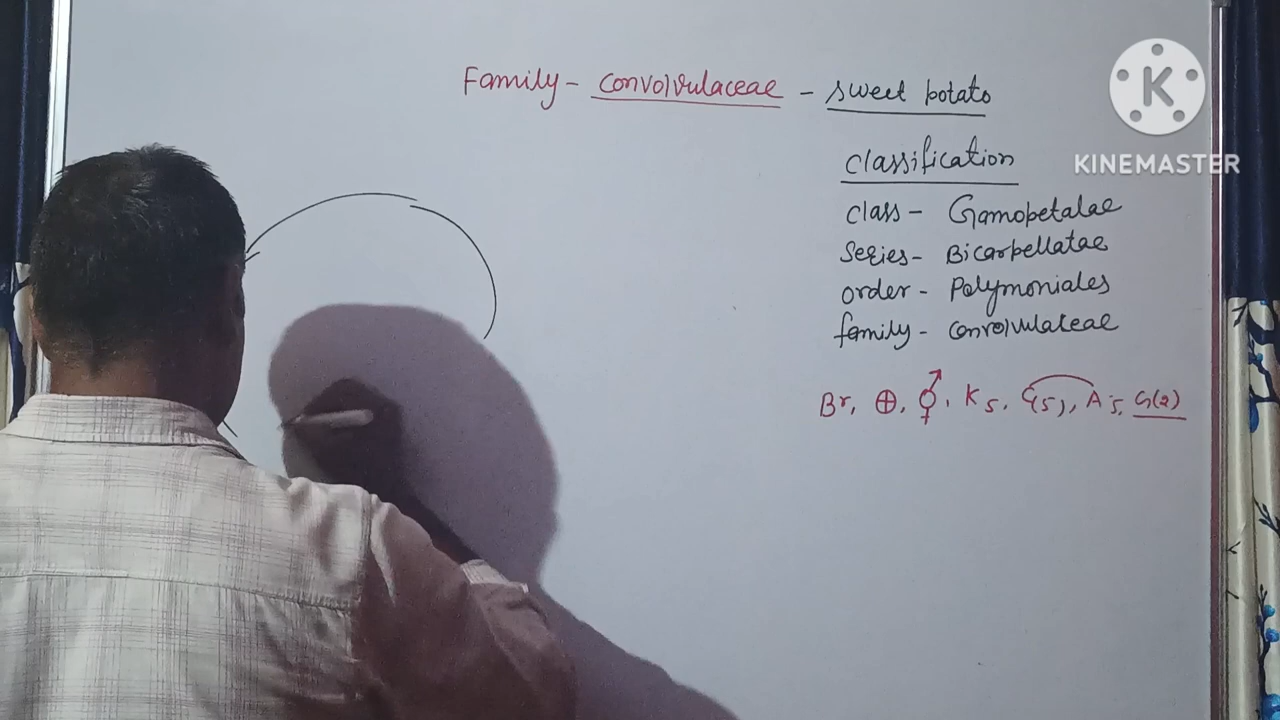 Family - Convolvulaceae - sweet potato
K
KINEMASTER
Classification
class - Gamopetalae
Series - Bicarpellatae
order - Polymoniales
family - Convolvulaceae
Br, ⊕, ⚥, K5, C(5), A5, G(2)